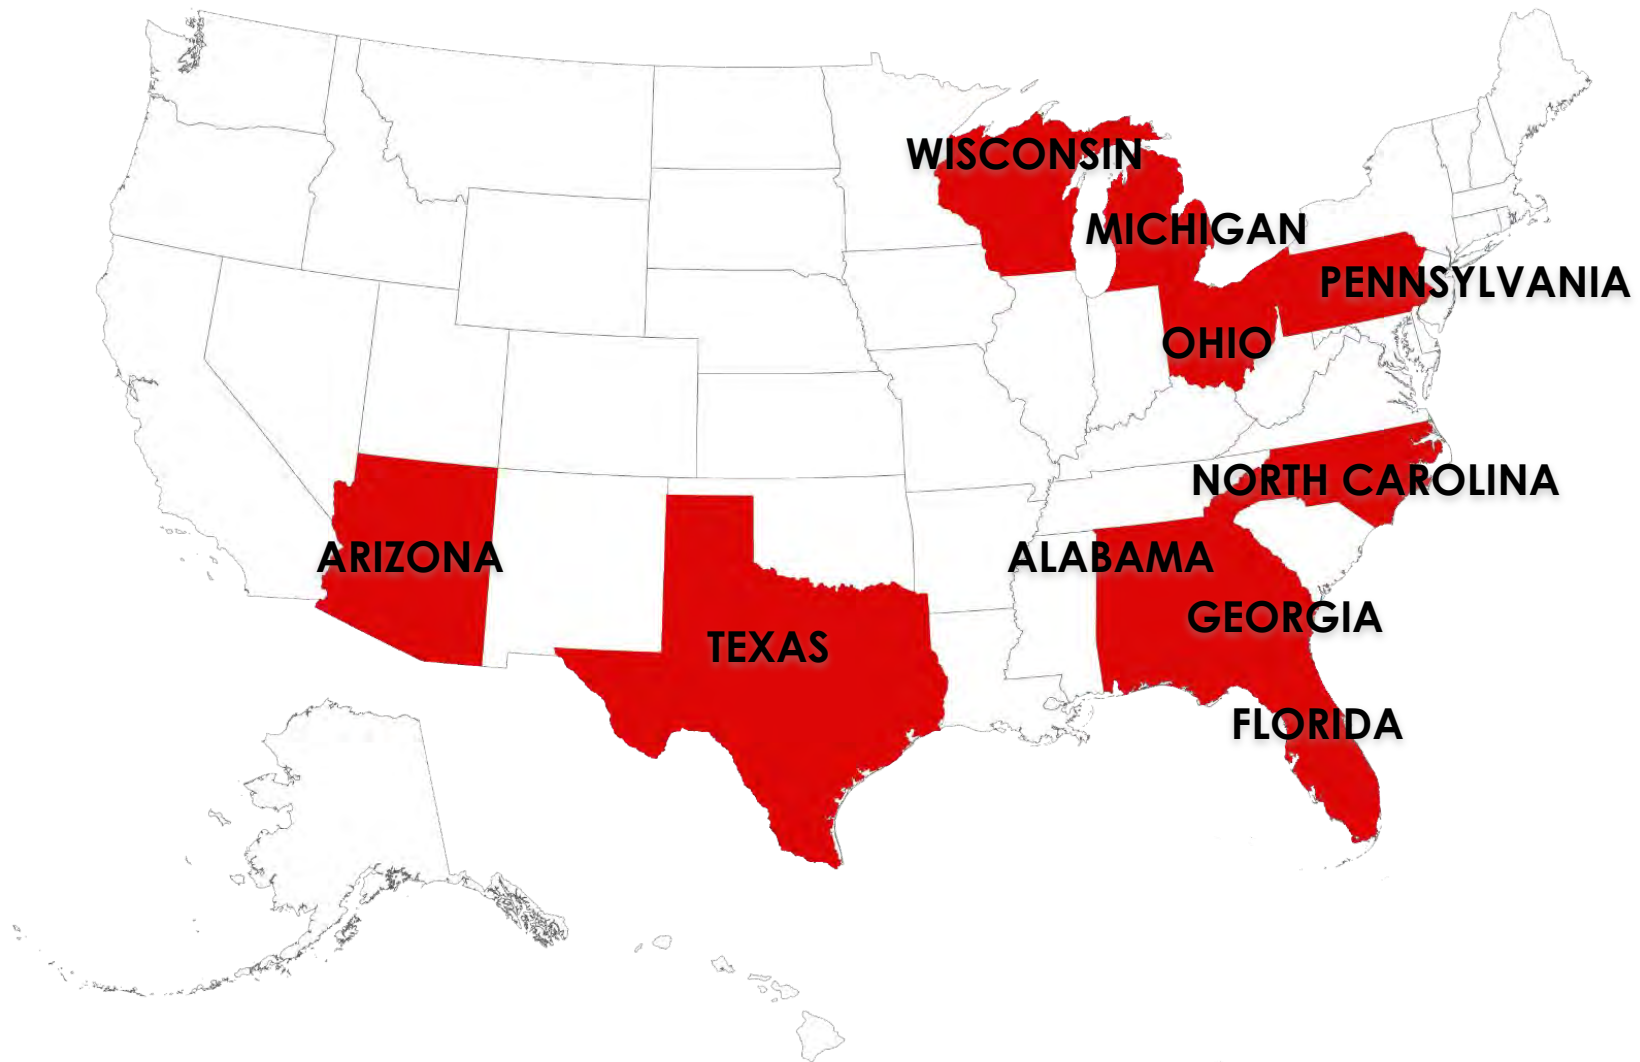 WISCONSIN
MICHIGAN
PENNSYLVANIA
OHIO
NORTH CAROLINA
ARIZONA
ALABAMA
GEORGIA
TEXAS
FLORIDA